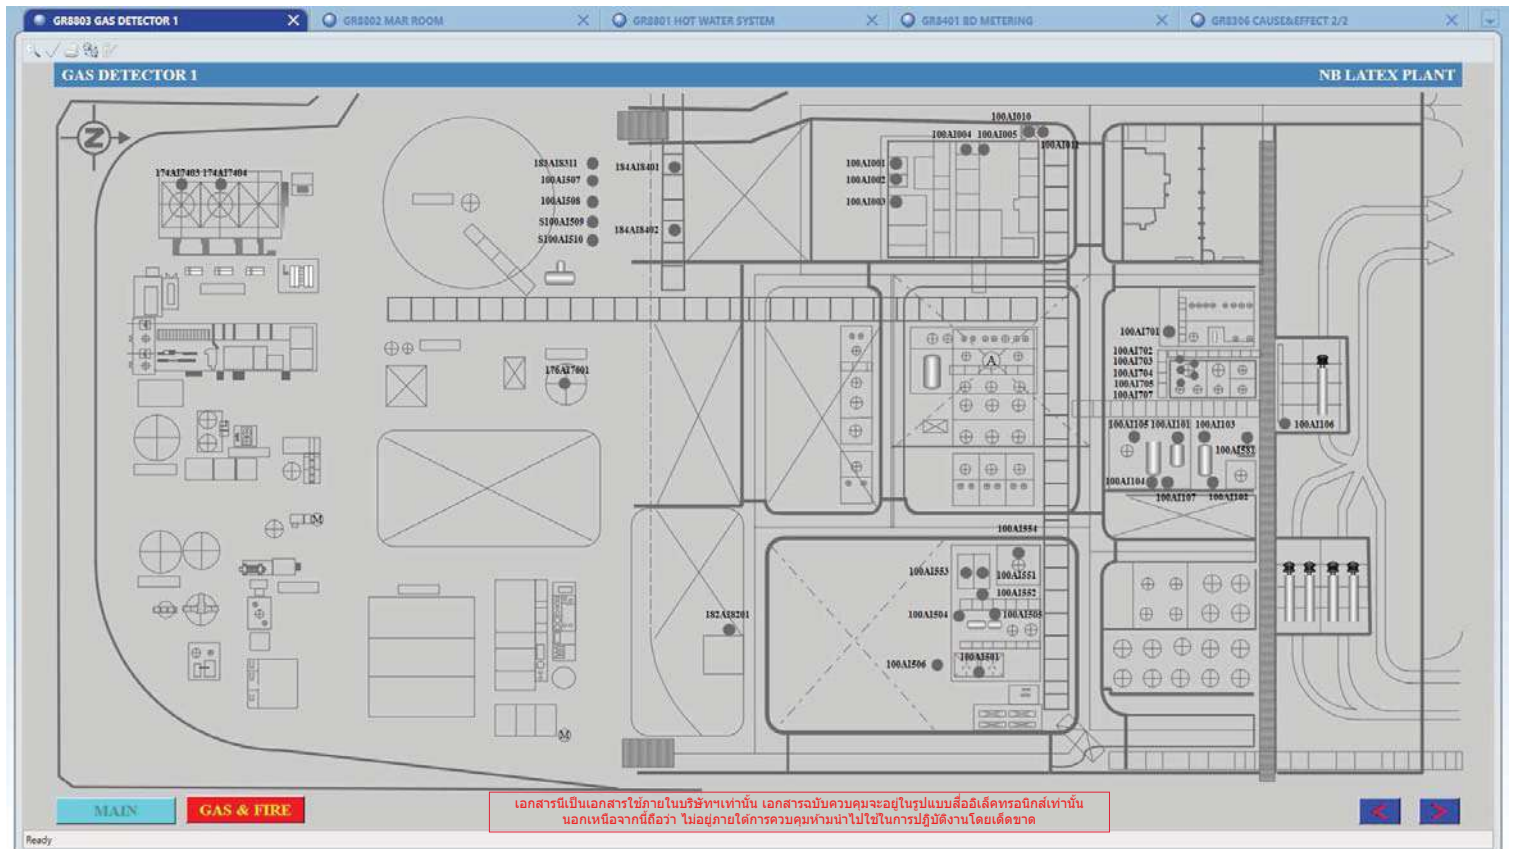 GR8803 GAS DETECTOR 1
GR8802 MAR ROOM
GR8801 HOT WATER SYSTEM
GR8401 BD METERING
GR8306 CAUSE&EFFECT 2/2
GAS DETECTOR 1
NB LATEX PLANT
Z
174AI7403 174AI7404
100AI507
100AI508
S100AI509
S100AI510
184AI8401
184AI8402
100AI010
100AI004 100AI005
100AI011
100AI001
100AI002
100AI003
176AI7601
A
100AI701
100AI702
100AI703
100AI704
100AI705
100AI707
100AI105 100AI101 100AI103
100AI106
100AI104
100AI107
100AI554
100AI553
100AI551
100AI552
100AI504
100AI506
100AI501
182AI8201
M
M
MAIN
GAS & FIRE
< >
เอกสารนี้เป็นเอกสารใช้ภายในบริษัทฯเท่านั้น เอกสารฉบับควบคุมจะอยู่ในรูปแบบสื่ออิเล็คทรอนิกส์เท่านั้น
นอกเหนือจากนี้ถือว่า ไม่อยู่ภายใต้การควบคุมห้ามนำไปใช้ในการปฏิบัติงานโดยเด็ดขาด
Ready